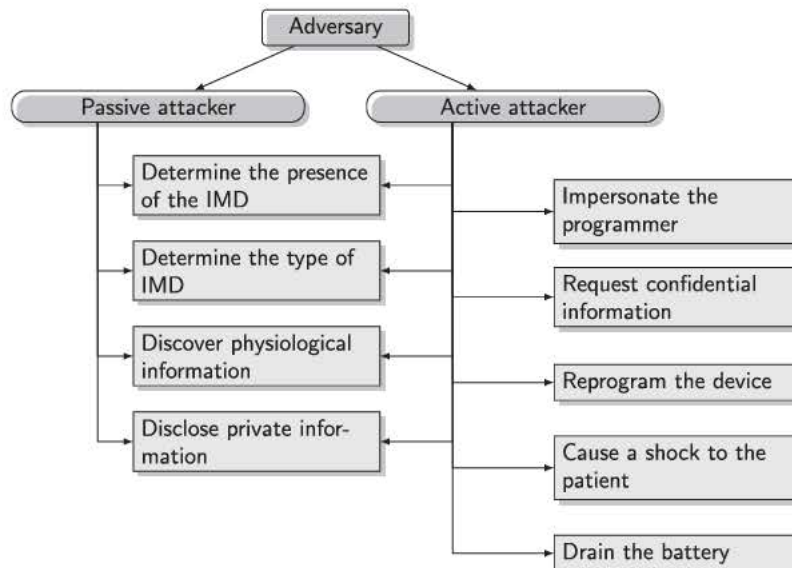 Adversary
Passive attacker
Active attacker
Determine the presence
of the IMD
Determine the type of
IMD
Discover physiological
information
Disclose private infor-
mation
Impersonate the
programmer
Request confidential
information
Reprogram the device
Cause a shock to the
patient
Drain the battery